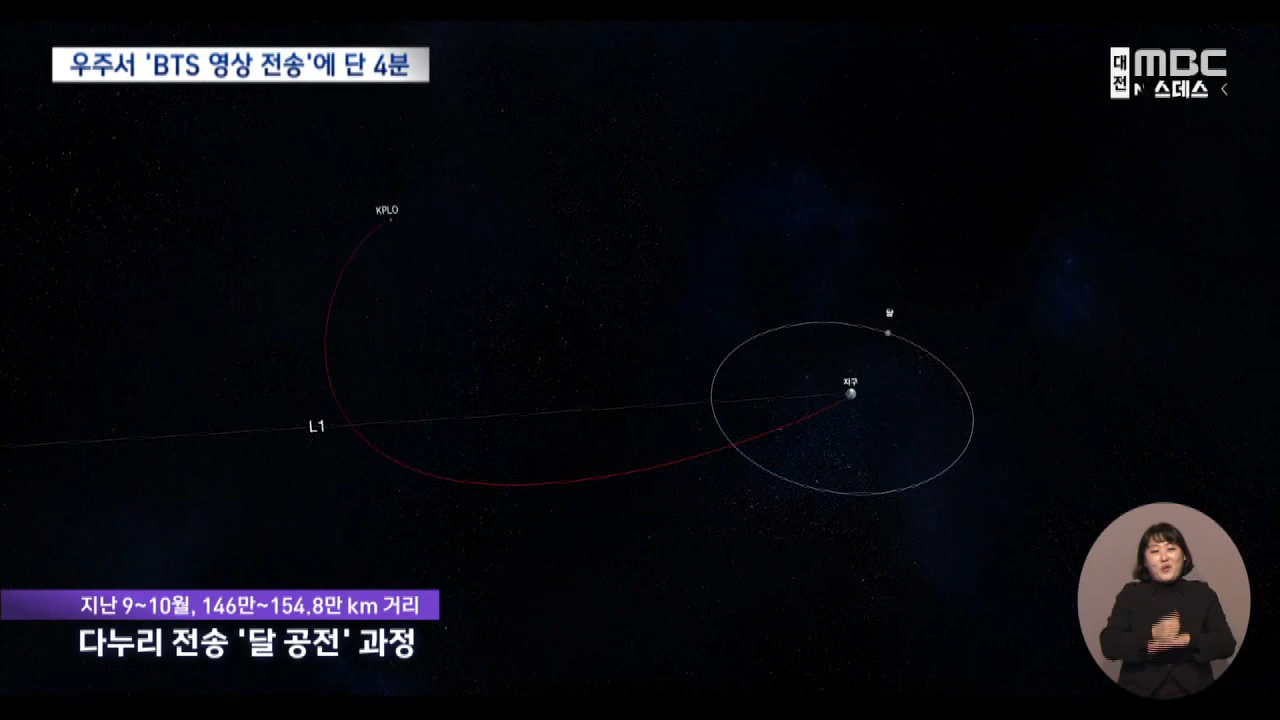 우주서 'BTS 영상 전송'에 단 4분
대전 MBC
스데스
KPLO
달
지구
L1
지난 9~10월, 146만~154.8만 km 거리
다누리 전송 '달 공전' 과정